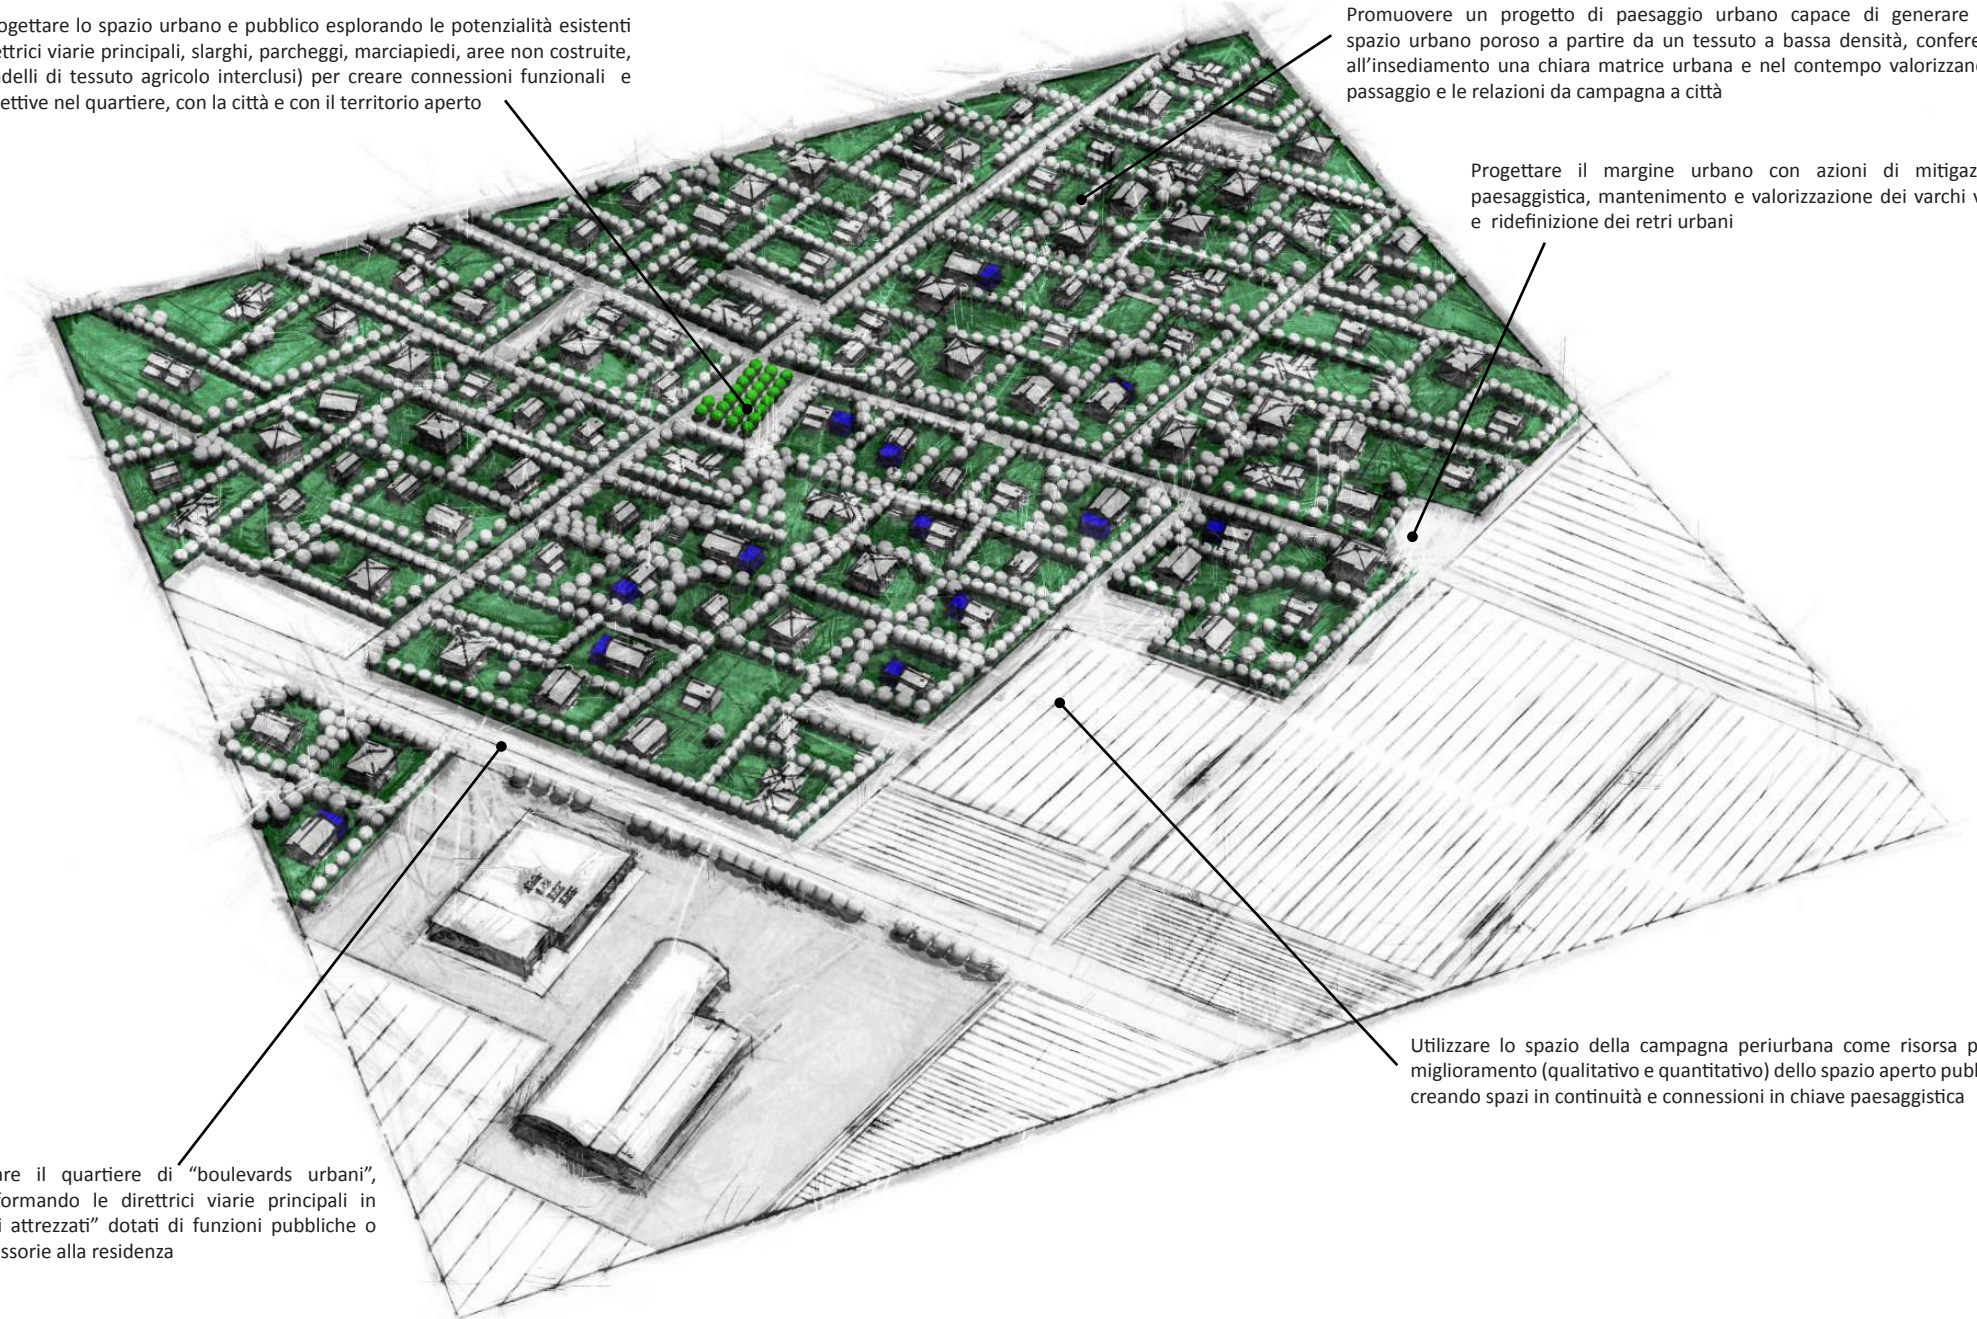 ogettare lo spazio urbano e pubblico esplorando le potenzialità esistenti
ettrici viarie principali, slarghi, parcheggi, marciapiedi, aree non costruite,
delli di tessuto agricolo interclusi) per creare connessioni funzionali e
ettive nel quartiere, con la città e con il territorio aperto
Promuovere un progetto di paesaggio urbano capace di generare
spazio urbano poroso a partire da un tessuto a bassa densità, confere
all’insediamento una chiara matrice urbana e nel contempo valorizzand
passaggio e le relazioni da campagna a città
Progettare il margine urbano con azioni di mitigaz
paesaggistica, mantenimento e valorizzazione dei varchi v
e ridefinizione dei retri urbani
Utilizzare lo spazio della campagna periurbana come risorsa p
miglioramento (qualitativo e quantitativo) dello spazio aperto publ
creando spazi in continuità e connessioni in chiave paesaggistica
are il quartiere di “boulevards urbani”,
formando le direttrici viarie principali in
i attrezzati” dotati di funzioni pubbliche o
ssorie alla residenza